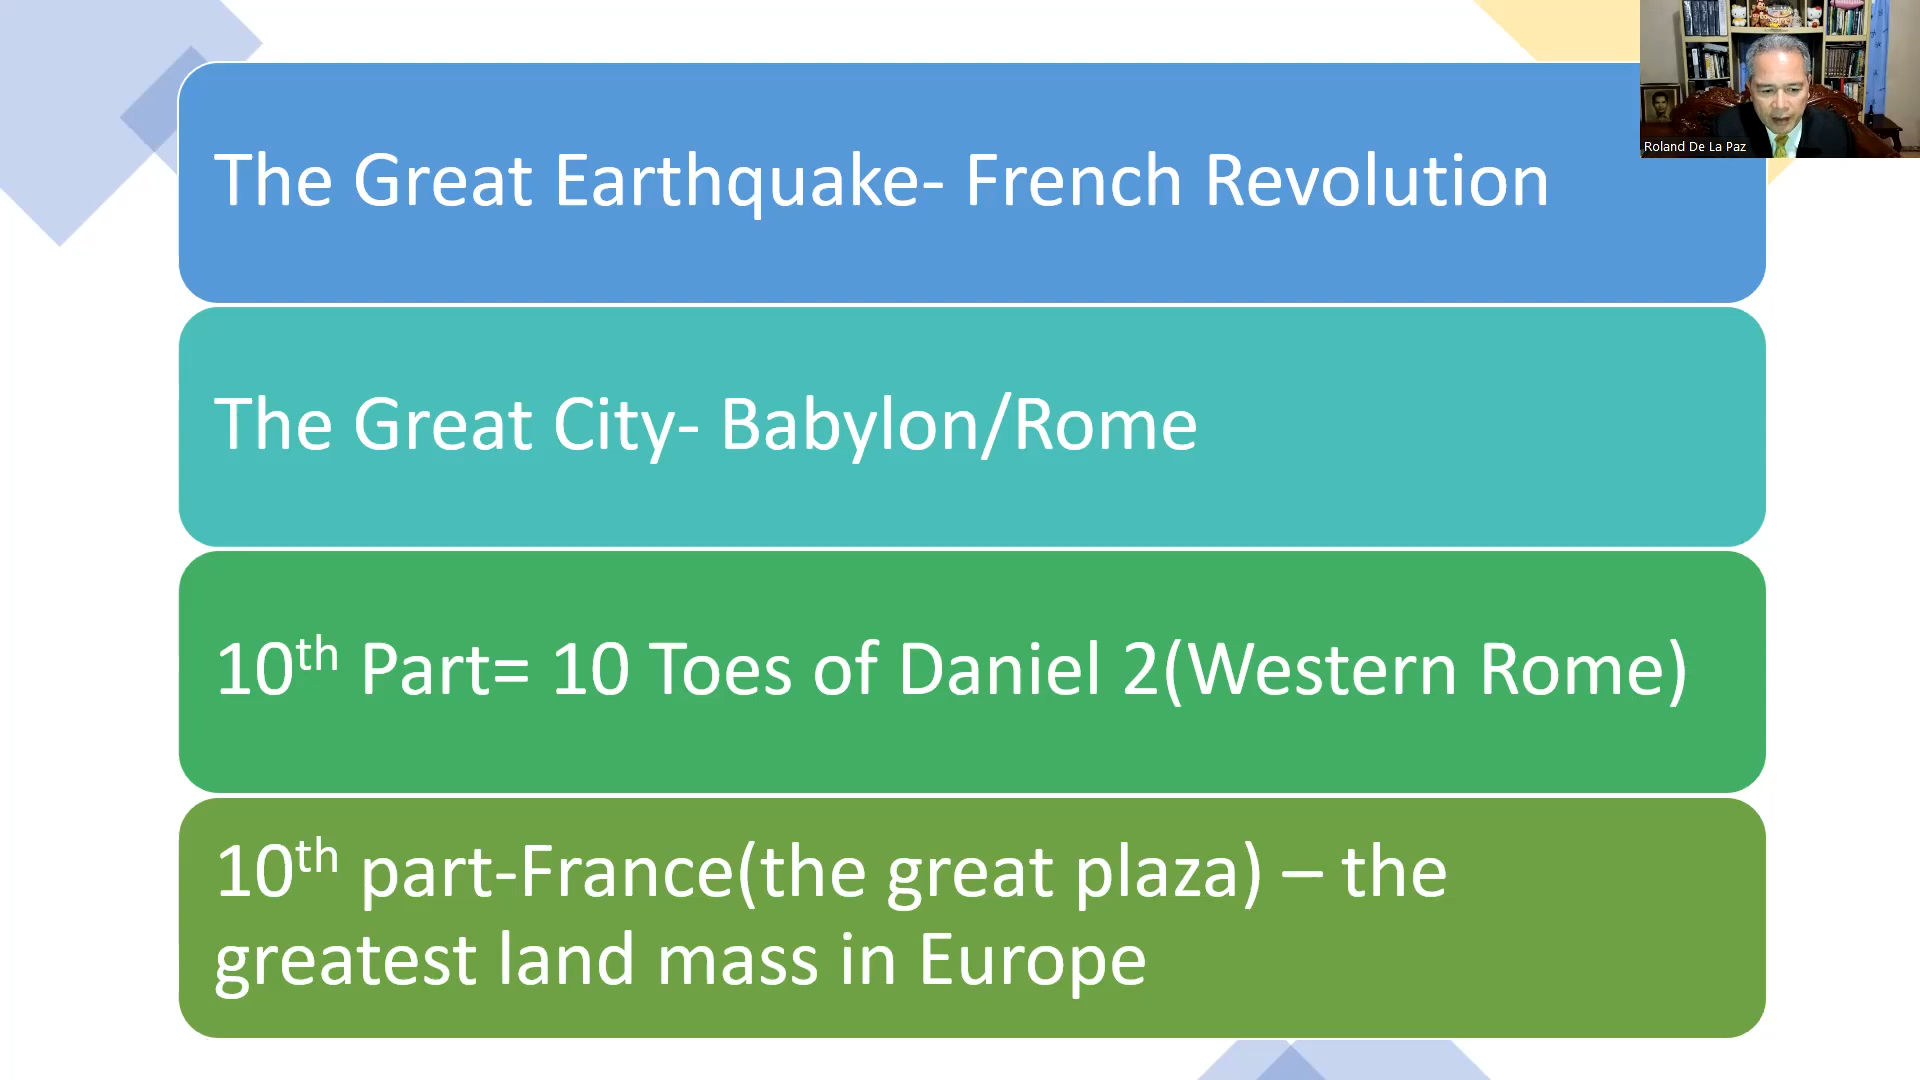 Roland De La Paz
The Great Earthquake- French Revolution
The Great City- Babylon/Rome
10th Part= 10 Toes of Daniel 2(Western Rome)
10th part-France(the great plaza) – the
greatest land mass in Europe